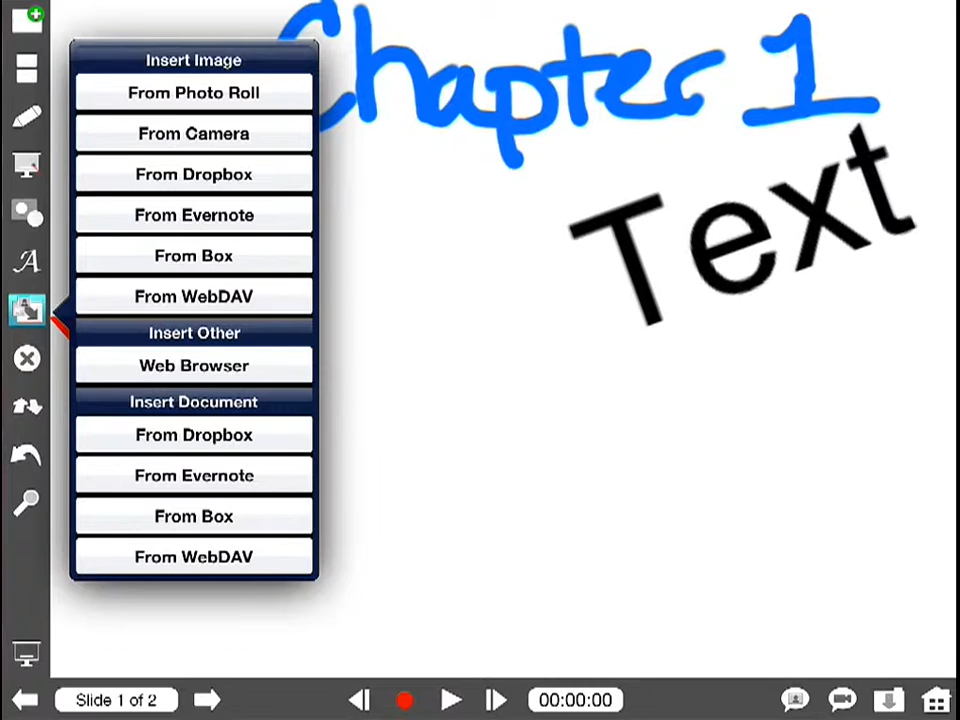 Chapter 1
Text
Insert Image
From Photo Roll
From Camera
From Dropbox
From Evernote
From Box
From WebDAV
Insert Other
Web Browser
Insert Document
From Dropbox
From Evernote
From Box
From WebDAV
A
Slide 1 of 2
00:00:00